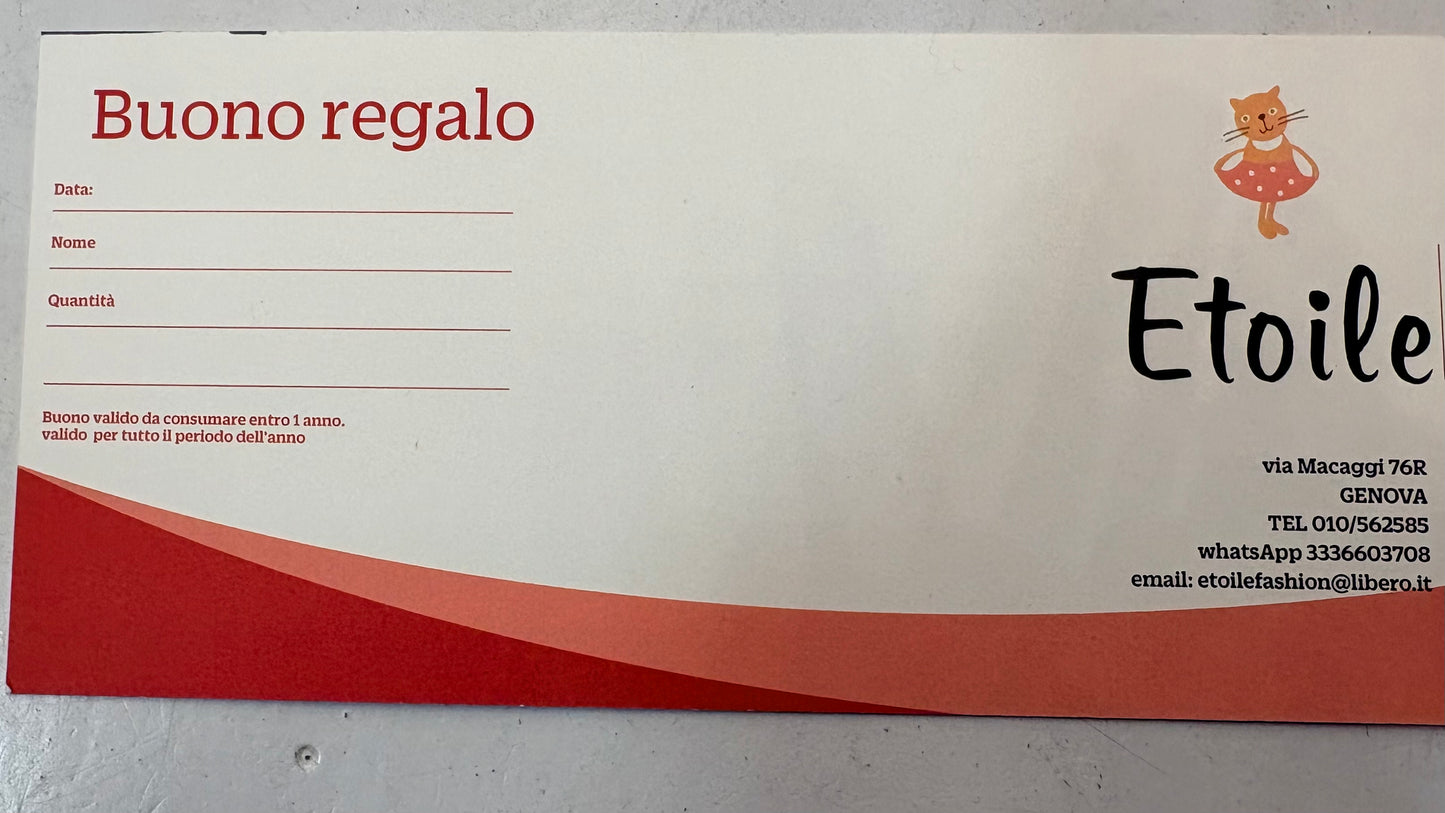 Buono regalo
Data:
Nome
Quantità
Buono valido da consumare entro 1 anno.
valido per tutto il periodo dell'anno
Etoile
via Macaggi 76R
GENOVA
TEL 010/562585
whatsApp 3336603708
email: etoilefashion@libero.it